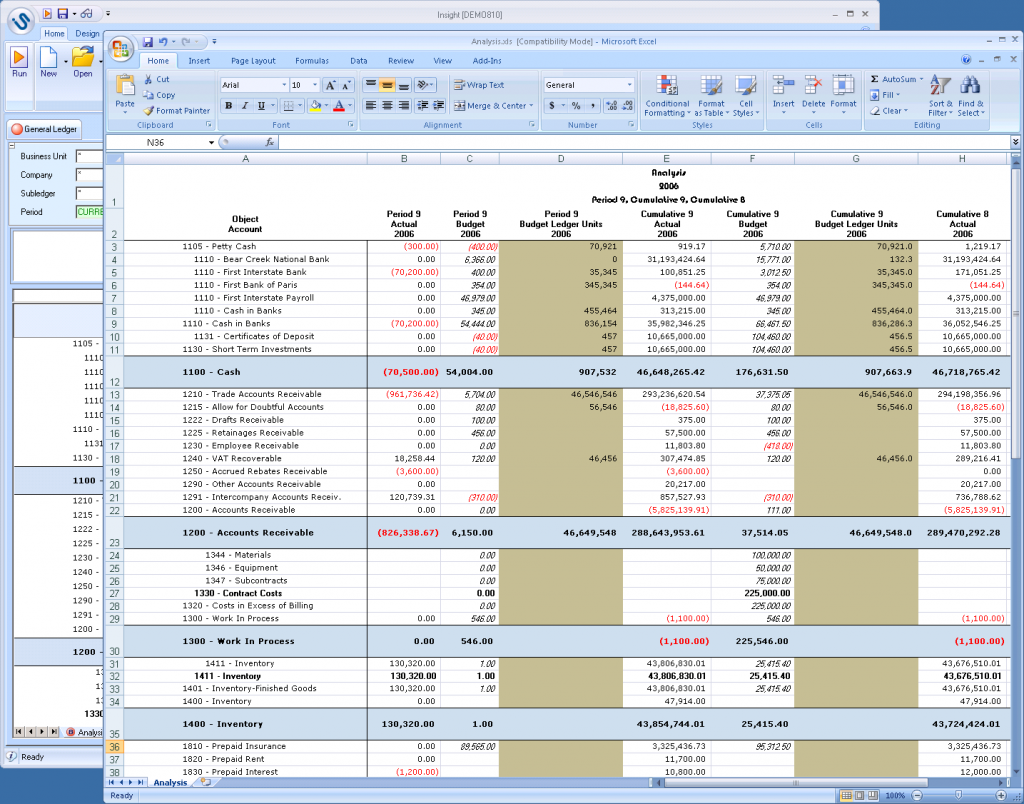 Insight [DEMO810]
Home Design
Run New Open
General Ledger
Business Unit *
Company *
Subledger *
Period CURRE
1105 -
1110
1110
1110
1110
1110
1110 -
1131
1130 -
1100 -
1210 -
1215 -
1222 -
1225 -
1230 -
1240 -
1250 -
1290 -
1291 -
1200 -
1200 -
1330
Analysi
Ready
Analysis.xls [Compatibility Mode] - Microsoft Excel
Home Insert Page Layout Formulas Data Review View Add-Ins
Paste Cut Copy Format Painter
Arial 10 A A
B I U A
Wrap Text
Merge & Center
General
$ % ,
Conditional Formatting Format as Table Cell Styles
Insert Delete Format
Σ AutoSum Fill Clear
Sort & Filter Find & Select
Clipboard Font Alignment Number Styles Cells Editing
N36 fx
A B C D E F G H
Analysis
2006
1 Period 9, Cumulative 9, Cumulative 8
Period 9 Period 9 Period 9 Cumulative 9 Cumulative 9 Cumulative 9 Cumulative 8
Object Actual Budget Budget Ledger Units Actual Budget Budget Ledger Units Actual
2 Account 2006 2006 2006 2006 2006 2006 2006
3 1105 - Petty Cash (300.00) (400.00) 70,921 919.17 5,710.00 70,921.0 1,219.17
4 1110 - Bear Creek National Bank 0.00 6,366.00 0 31,193,424.64 15,771.00 132.3 31,193,424.64
5 1110 - First Interstate Bank (70,200.00) 400.00 35,345 100,851.25 3,012.50 35,345.0 171,051.25
6 1110 - First Bank of Paris 0.00 354.00 345,345 (144.64) 354.00 345,345.0 (144.64)
7 1110 - First Interstate Payroll 0.00 46,979.00 4,375,000.00 46,979.00 4,375,000.00
8 1110 - Cash in Banks 0.00 345.00 455,464 313,215.00 345.00 455,464.0 313,215.00
9 1110 - Cash in Banks (70,200.00) 54,444.00 836,154 35,982,346.25 66,461.50 836,286.3 36,052,546.25
10 1131 - Certificates of Deposit 0.00 (40.00) 457 10,665,000.00 104,460.00 456.5 10,665,000.00
11 1130 - Short Term Investments 0.00 (40.00) 457 10,665,000.00 104,460.00 456.5 10,665,000.00
12 1100 - Cash (70,500.00) 54,004.00 907,532 46,648,265.42 176,631.50 907,663.9 46,718,765.42
13 1210 - Trade Accounts Receivable (961,736.42) 5,704.00 46,546,546 293,236,620.54 37,375.05 46,546,546.0 294,198,356.96
14 1215 - Allow for Doubtful Accounts 0.00 80.00 56,546 (18,825.60) 80.00 56,546.0 (18,825.60)
15 1222 - Drafts Receivable 0.00 100.00 375.00 100.00 375.00
16 1225 - Retainages Receivable 0.00 456.00 57,500.00 456.00 57,500.00
17 1230 - Employee Receivable 0.00 0.00 11,803.80 (418.00) 11,803.80
18 1240 - VAT Recoverable 18,258.44 120.00 46,456 307,474.85 120.00 46,456.0 289,216.41
19 1250 - Accrued Rebates Receivable (3,600.00) (3,600.00) 0.00
20 1290 - Other Accounts Receivable 0.00 20,217.00 20,217.00
21 1291 - Intercompany Accounts Receiv. 120,739.31 (310.00) 857,527.93 (310.00) 736,788.62
22 1200 - Accounts Receivable 0.00 0.00 (5,825,139.91) 111.00 (5,825,139.91)
23 1200 - Accounts Receivable (826,338.67) 6,150.00 46,649,548 288,643,953.61 37,514.05 46,649,548.0 289,470,292.28
24 1344 - Materials 0.00 100,000.00
25 1346 - Equipment 0.00 50,000.00
26 1347 - Subcontracts 0.00 75,000.00
27 1330 - Contract Costs 0.00 225,000.00
28 1320 - Costs in Excess of Billing 0.00 225,000.00
29 1300 - Work In Process 0.00 546.00 (1,100.00) 546.00 (1,100.00)
30 1300 - Work In Process 0.00 546.00 (1,100.00) 225,546.00 (1,100.00)
31 1411 - Inventory 130,320.00 1.00 43,806,830.01 25,415.40 43,676,510.01
32 1411 - Inventory 130,320.00 1.00 43,806,830.01 25,415.40 43,676,510.01
33 1401 - Inventory-Finished Goods 130,320.00 1.00 43,806,830.01 25,415.40 43,676,510.01
34 1400 - Inventory 0.00 47,914.00 47,914.00
35 1400 - Inventory 130,320.00 1.00 43,854,744.01 25,415.40 43,724,424.01
36 1810 - Prepaid Insurance 0.00 89,565.00 3,325,436.73 95,312.50 3,325,436.73
37 1820 - Prepaid Rent 0.00 11,700.00 11,700.00
38 1830 - Prepaid Interest (1,200.00) 10,800.00 12,000.00
Analysis
Ready 100%